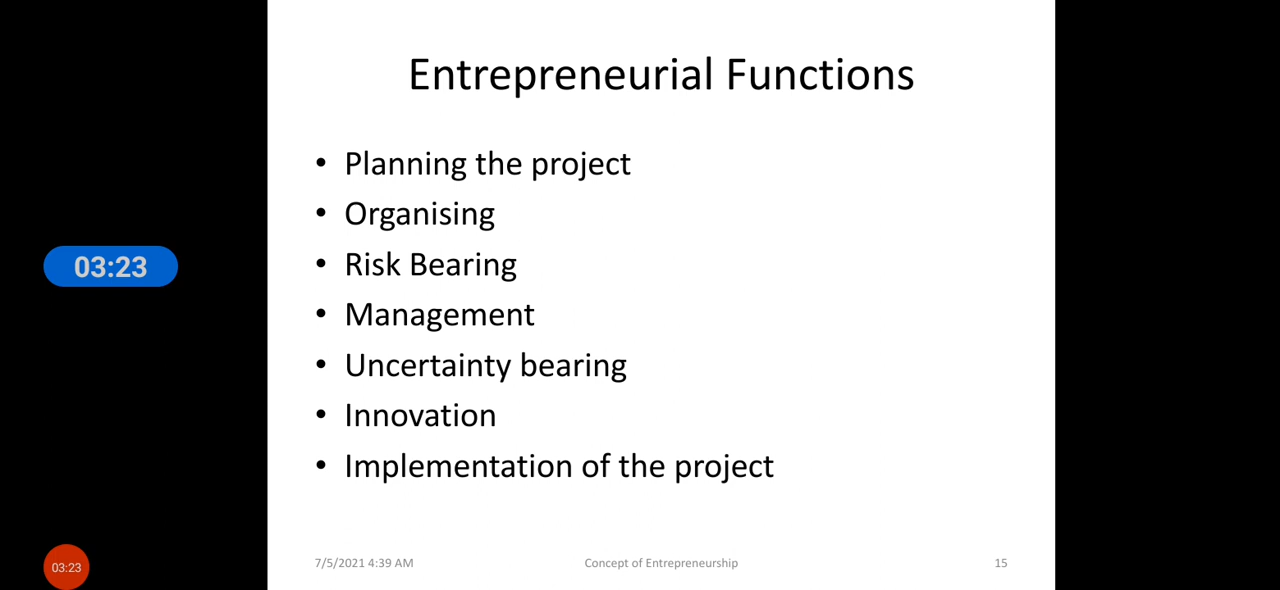 Entrepreneurial Functions
• Planning the project
• Organising
03:23
• Risk Bearing
• Management
• Uncertainty bearing
• Innovation
• Implementation of the project
03:23
7/5/2021 4:39 AM
Concept of Entrepreneurship
15